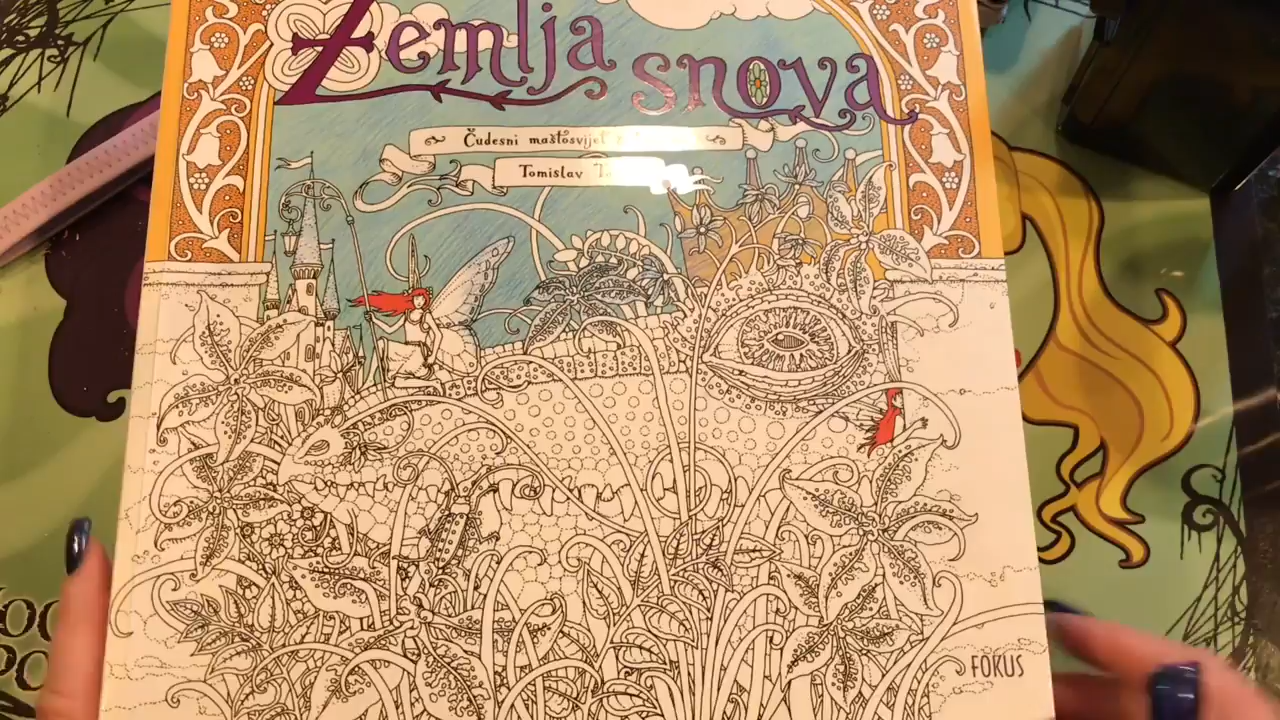 Zemlja
snova
Čudesni maštosvijet
Tomislav
FOKUS